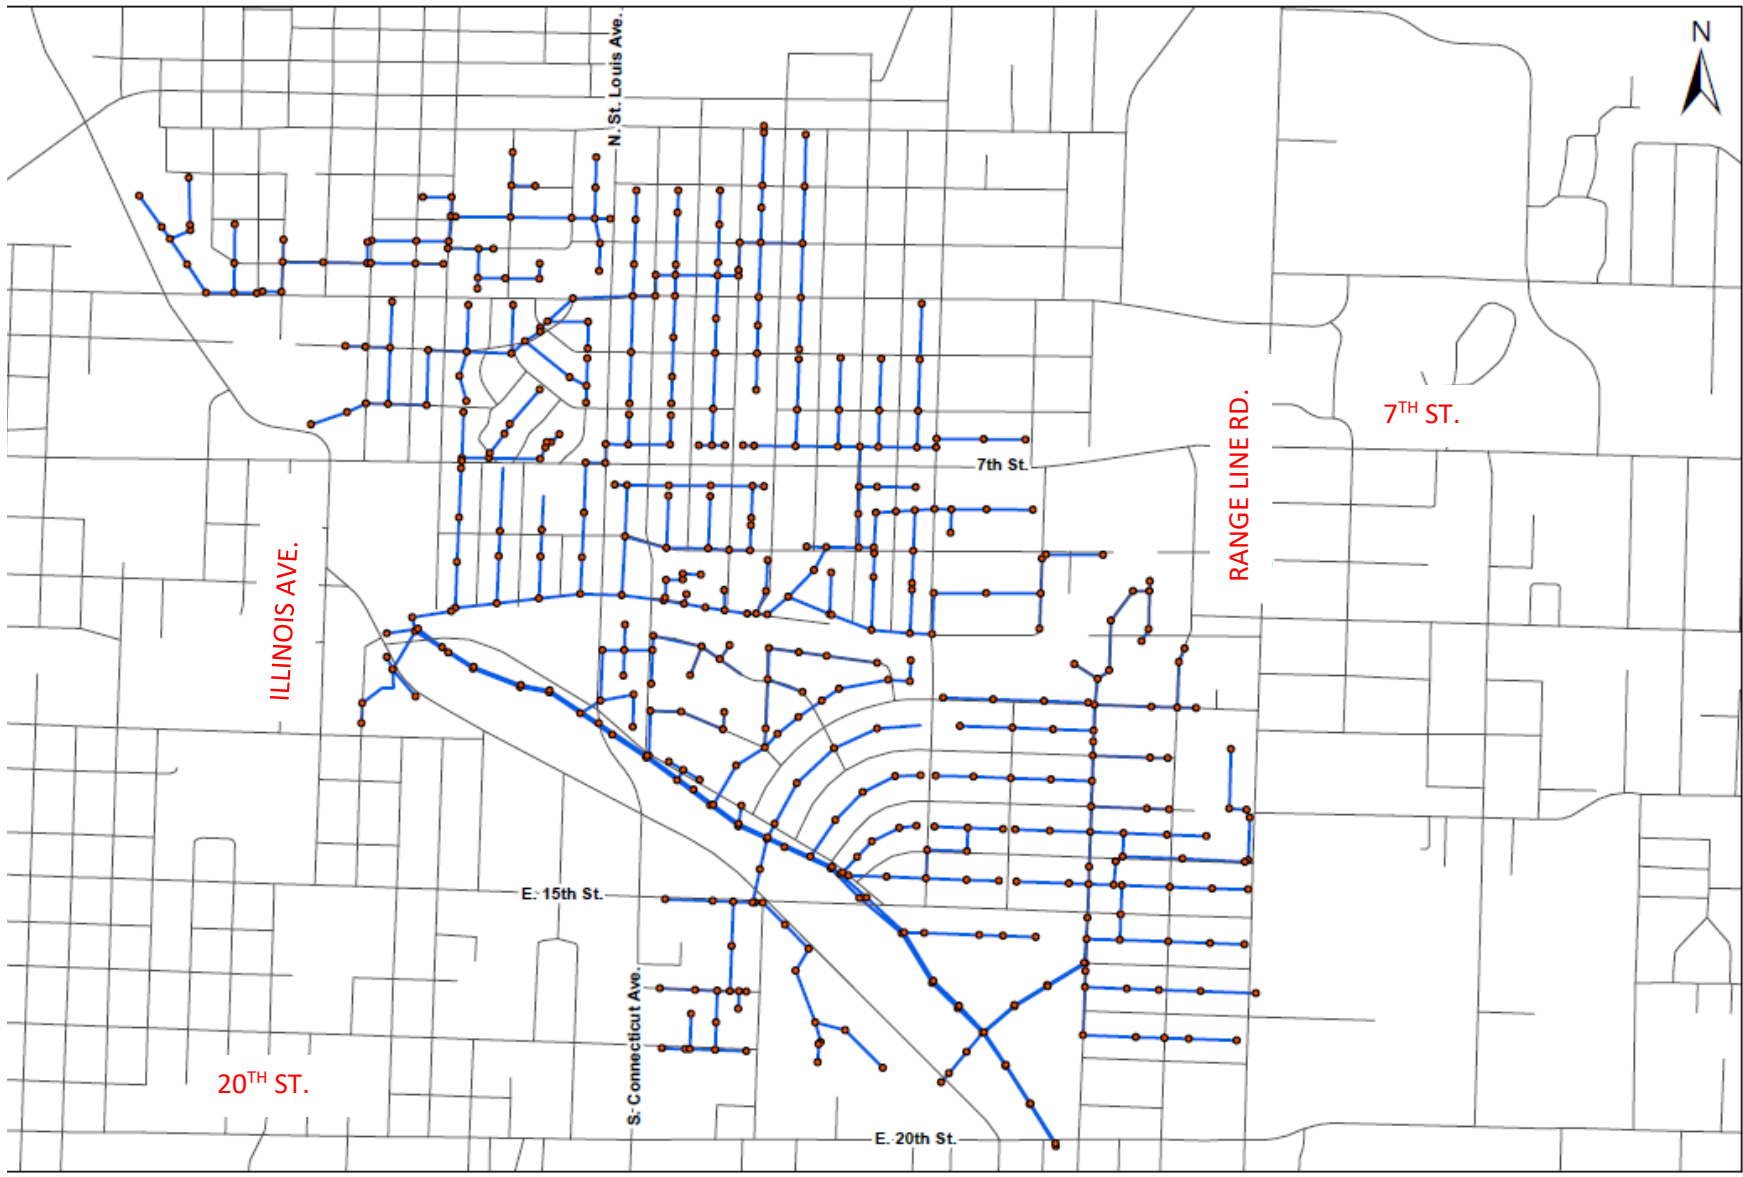 N
N. St. Louis Ave.
7TH ST.
RANGE LINE RD.
7th St.
ILLINOIS AVE.
E. 15th St.
S. Connecticut Ave.
20TH ST.
E. 20th St.